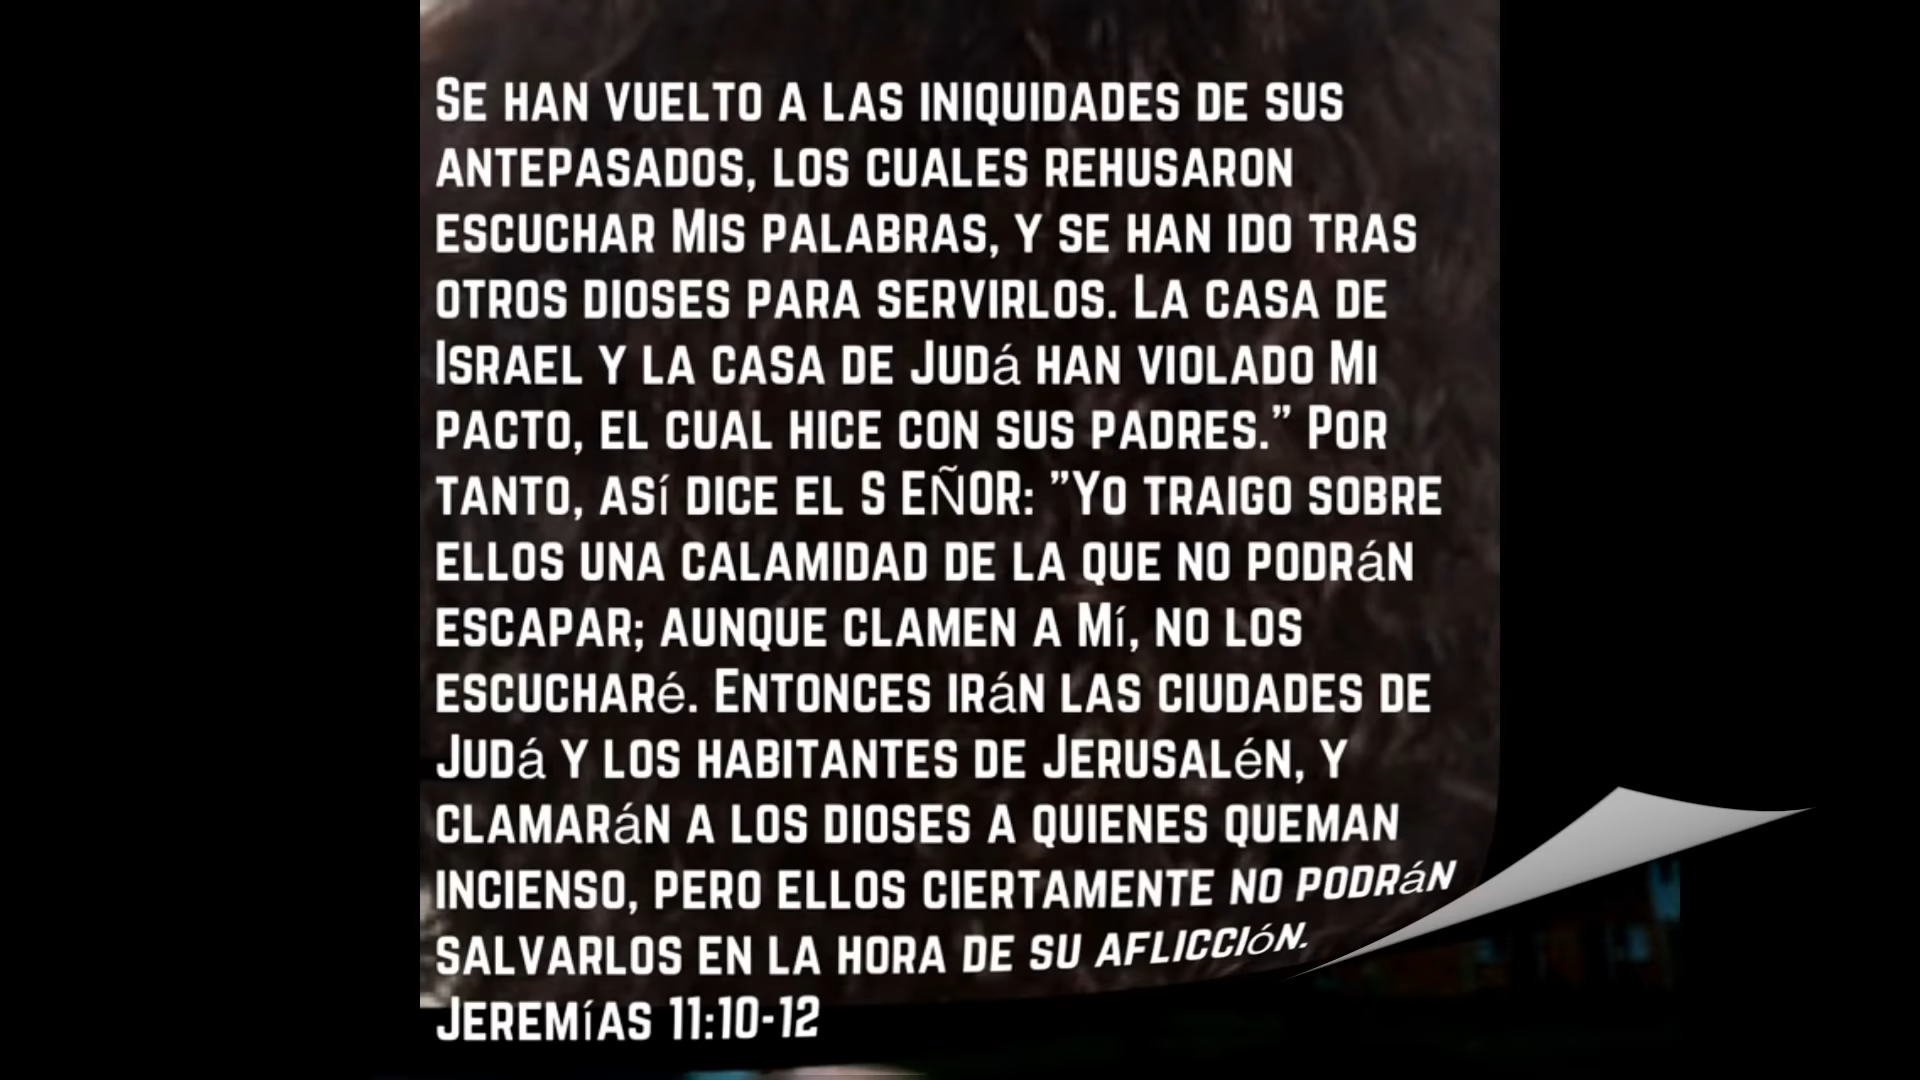 Se han vuelto a las iniquidades de sus
antepasados, los cuales rehusaron
escuchar Mis palabras, y se han ido tras
otros dioses para servirlos. La casa de
Israel y la casa de Judá han violado Mi
pacto, el cual hice con sus padres.” Por
tanto, así dice el S EÑOR: ”Yo traigo sobre
ellos una calamidad de la que no podrán
escapar; aunque clamen a Mí, no los
escucharé. Entonces irán las ciudades de
Judá y los habitantes de Jerusalén, y
clamarán a los dioses a quienes queman
incienso, pero ellos ciertamente no podrán
salvarlos en la hora de su aflicción.
Jeremías 11:10-12